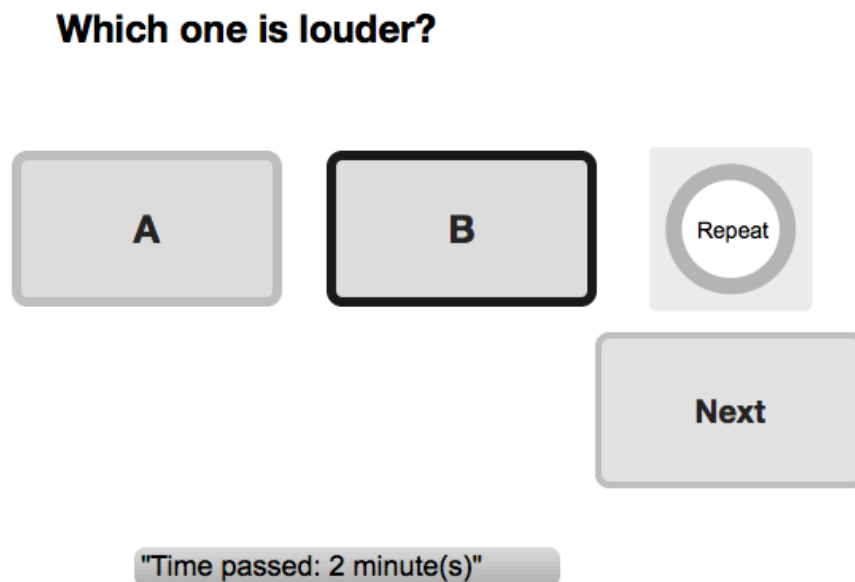 Which one is louder?
A
B
Repeat
Next
"Time passed: 2 minute(s)"